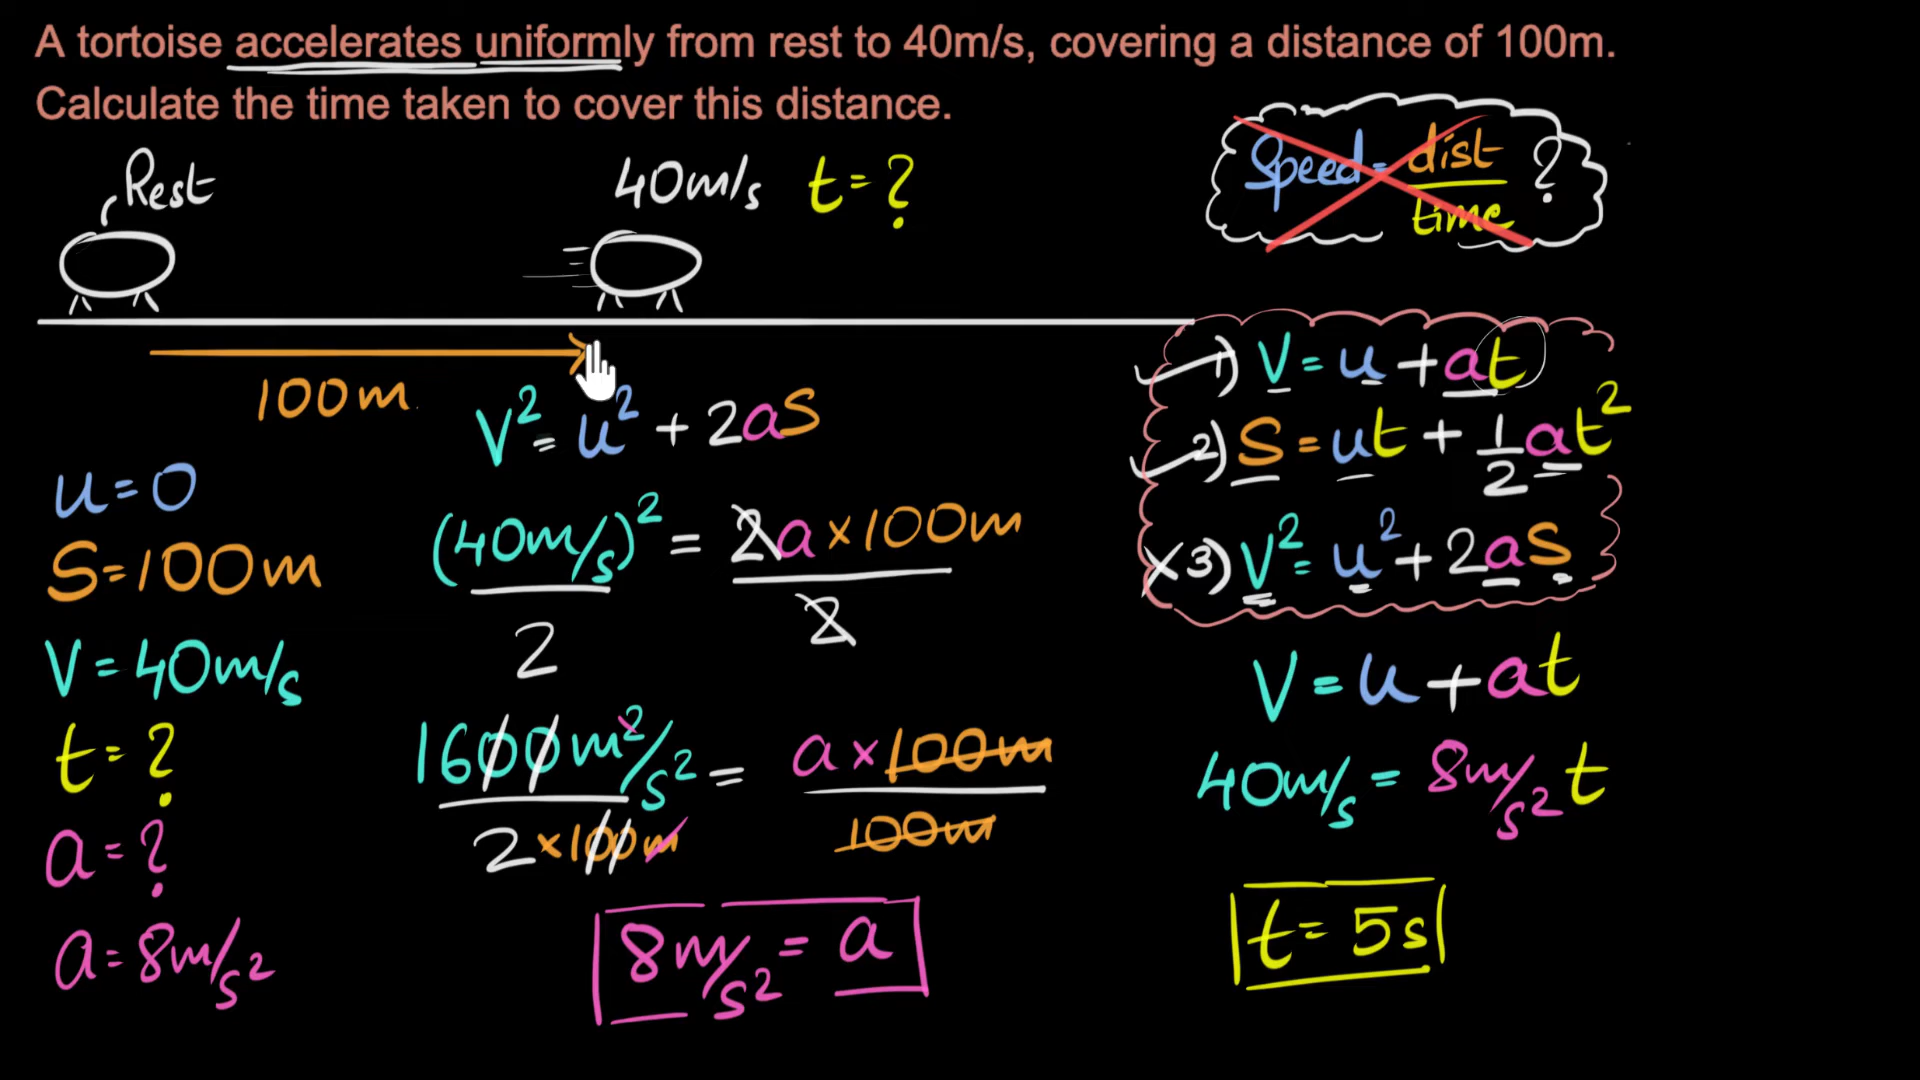 A tortoise accelerates uniformly from rest to 40m/s, covering a distance of 100m.
Calculate the time taken to cover this distance.
Rest
40m/s t = ?
Speed = dist/time ?
100m
V² = u² + 2aS
u = 0
S = 100m
V = 40m/s
t = ?
a = ?
a = 8m/s²
(40m/s)²/2 = 2a × 100m/2
1600m²/s²/2 × 100m = a × 100m/100m
8m/s² = a
1) V = u + at
2) S = ut + 1/2 at²
3) V² = u² + 2aS
V = u + at
40m/s = 8m/s² t
t = 5s